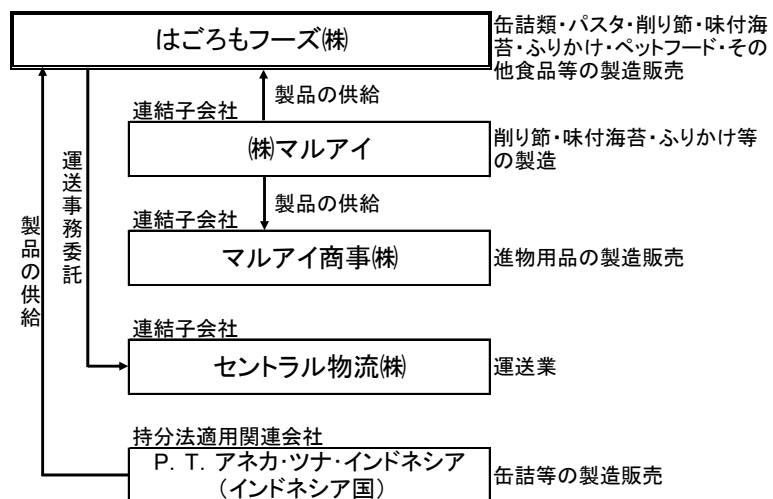 はごろもフーズ㈱
缶詰類・パスタ・削り節・味付海
苔・ふりかけ・ペットフード・その
他食品等の製造販売
製品の供給
連結子会社
㈱マルアイ
削り節・味付海苔・ふりかけ等
の製造
製品の供給
連結子会社
マルアイ商事㈱
進物用品の製造販売
運送事務委託
製品の供給
連結子会社
セントラル物流㈱
運送業
持分法適用関連会社
P. T. アネカ・ツナ・インドネシア
（インドネシア国）
缶詰等の製造販売